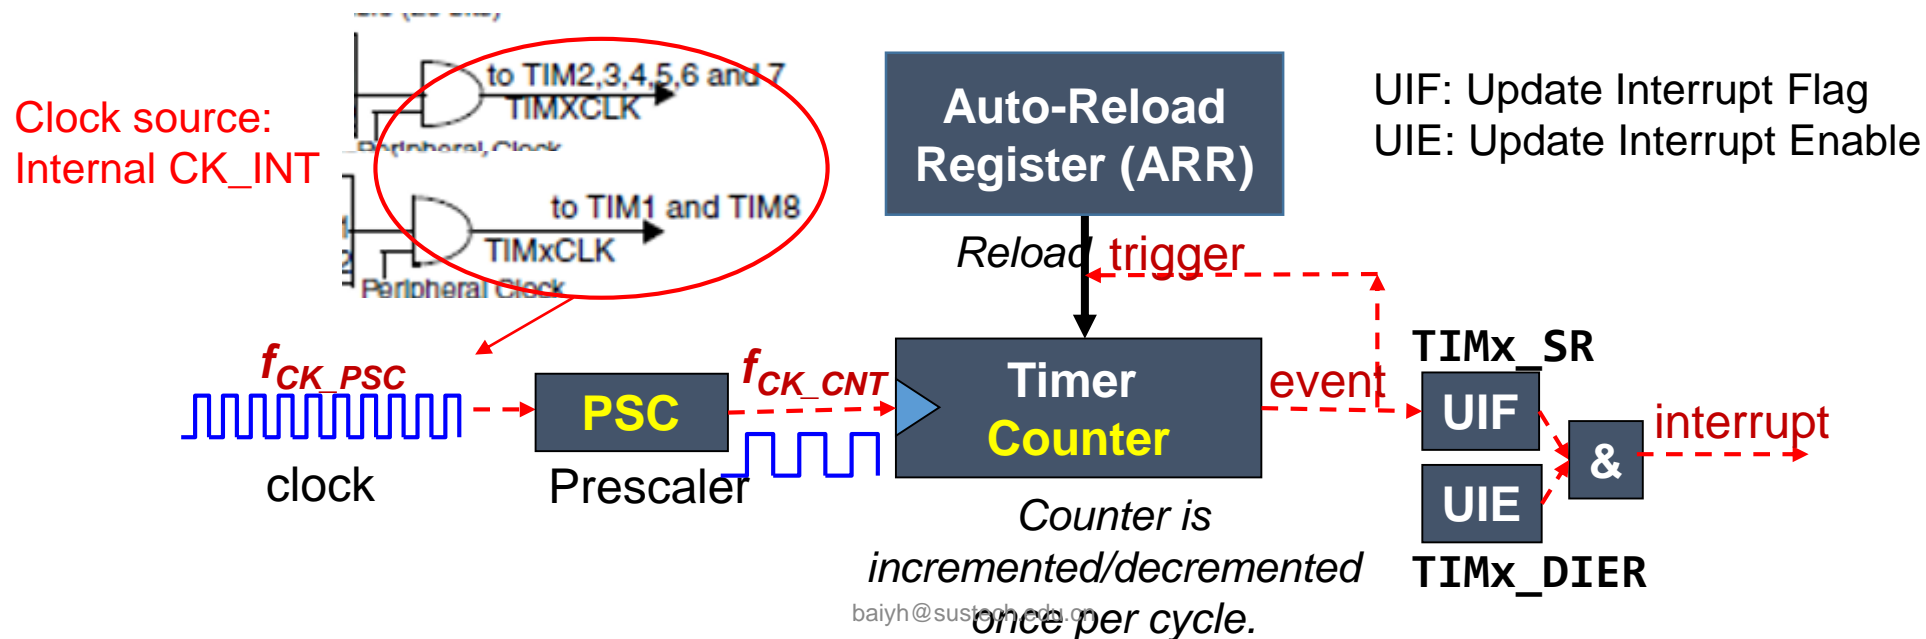 Clock source:
Internal CK_INT
to TIM2,3,4,5,6 and 7
TIMXCLK
Peripheral Clock
to TIM1 and TIM8
TIMxCLK
Peripheral Clock
Auto-Reload
Register (ARR)
UIF: Update Interrupt Flag
UIE: Update Interrupt Enable
Reload trigger
fCK_PSC
clock
PSC
Prescaler
fCK_CNT
Timer
Counter
event
TIMx_SR
UIF
UIE
TIMx_DIER
&
interrupt
Counter is
incremented/decremented
once per cycle.
baiyh@sustech.edu.cn